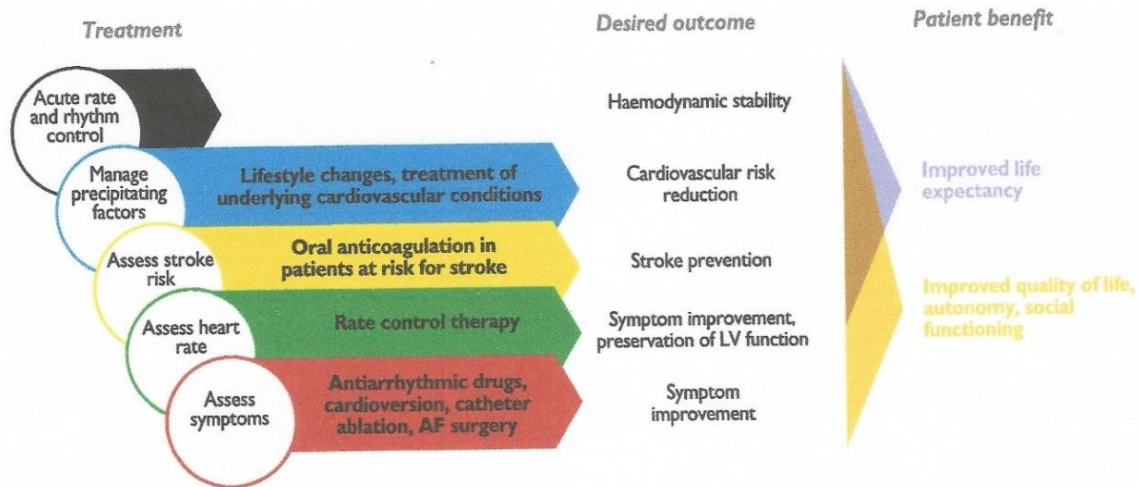 Treatment
Desired outcome
Patient benefit
Acute rate
and rhythm
control
Haemodynamic stability
Manage
precipitating
factors
Lifestyle changes, treatment of
underlying cardiovascular conditions
Cardiovascular risk
reduction
Improved life
expectancy
Assess stroke
risk
Oral anticoagulation in
patients at risk for stroke
Stroke prevention
Improved quality of life,
autonomy, social
functioning
Assess heart
rate
Rate control therapy
Symptom improvement,
preservation of LV function
Assess
symptoms
Antiarrhythmic drugs,
cardioversion, catheter
ablation, AF surgery
Symptom
improvement